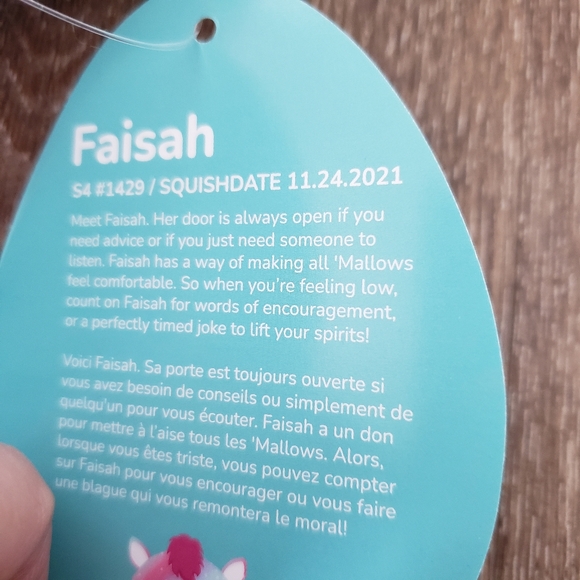 Faisah
S4 #1429 / SQUISHDATE 11.24.2021
Meet Faisah. Her door is always open if you
need advice or if you just need someone to
listen. Faisah has a way of making all 'Mallows
feel comfortable. So when you're feeling low,
count on Faisah for words of encouragement,
or a perfectly timed joke to lift your spirits!
Voici Faisah. Sa porte est toujours ouverte si
vous avez besoin de conseils ou simplement de
quelqu'un pour vous écouter. Faisah a un don
pour mettre à l'aise tous les 'Mallows. Alors,
lorsque vous êtes triste, vous pouvez compter
sur Faisah pour vous encourager ou vous faire
une blague qui vous remontera le moral!